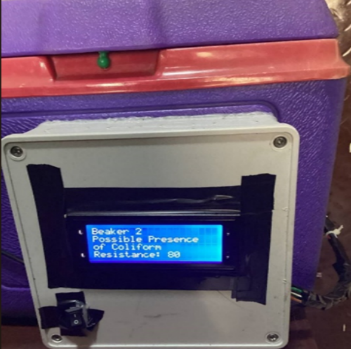 Beaker 2
Possible Presence
of Coliform
Resistance: 80